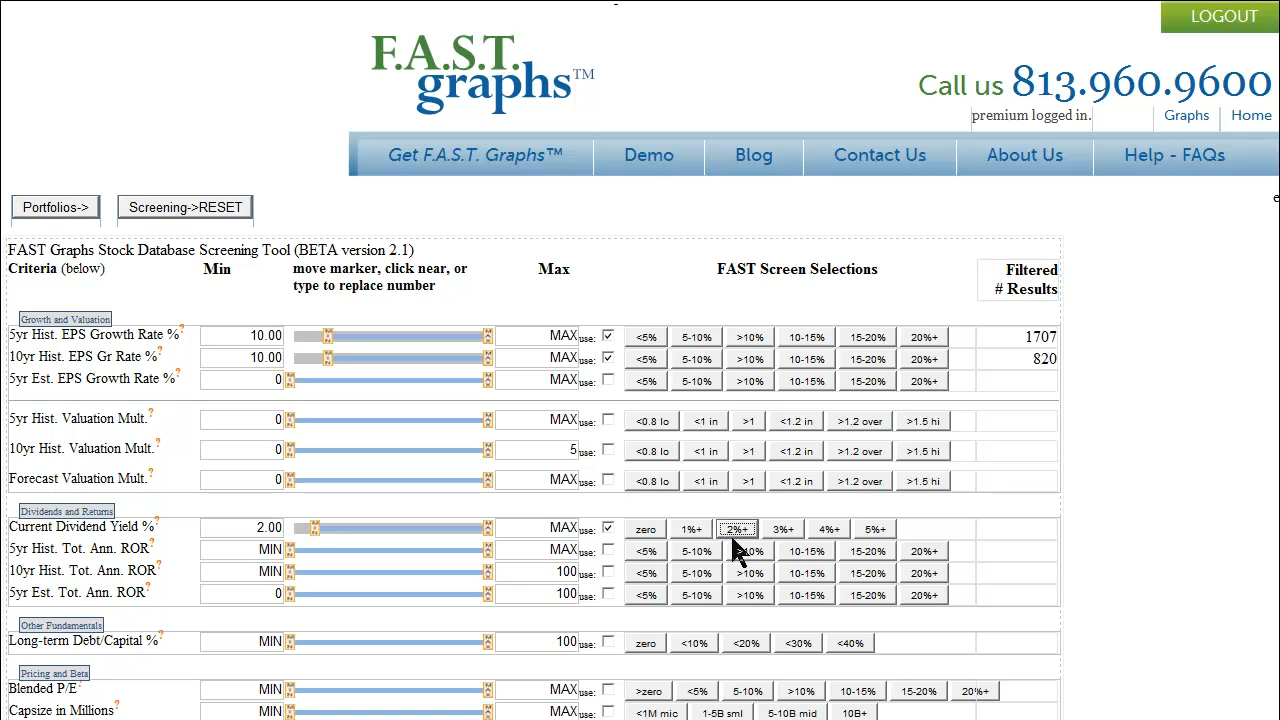 LOGOUT
F.A.S.T.
graphs™
Call us 813.960.9600
premium logged in. Graphs Home
Get F.A.S.T. Graphs™ Demo Blog Contact Us About Us Help - FAQs
Portfolios-> Screening->RESET
FAST Graphs Stock Database Screening Tool (BETA version 2.1)
Criteria (below) Min move marker, click near, or Max FAST Screen Selections Filtered
type to replace number # Results
Growth and Valuation
5yr Hist. EPS Growth Rate %? 10.00 MAX use: <5% 5-10% >10% 10-15% 15-20% 20%+ 1707
10yr Hist. EPS Gr Rate %? 10.00 MAX use: <5% 5-10% >10% 10-15% 15-20% 20%+ 820
5yr Est. EPS Growth Rate %? 0 MAX use: <5% 5-10% >10% 10-15% 15-20% 20%+
5yr Hist. Valuation Mult.? 0 MAX use: <0.8 lo <1 in >1 <1.2 in >1.2 over >1.5 hi
10yr Hist. Valuation Mult.? 0 5 use: <0.8 lo <1 in >1 <1.2 in >1.2 over >1.5 hi
Forecast Valuation Mult.? 0 MAX use: <0.8 lo <1 in >1 <1.2 in >1.2 over >1.5 hi
Dividends and Returns
Current Dividend Yield %? 2.00 MAX use: zero 1%+ 2%+ 3%+ 4%+ 5%+
5yr Hist. Tot. Ann. ROR? MIN MAX use: <5% 5-10% >10% 10-15% 15-20% 20%+
10yr Hist. Tot. Ann. ROR? MIN 100 use: <5% 5-10% >10% 10-15% 15-20% 20%+
5yr Est. Tot. Ann. ROR? 0 100 use: <5% 5-10% >10% 10-15% 15-20% 20%+
Other Fundamentals
Long-term Debt/Capital %? MIN 100 use: zero <10% <20% <30% <40%
Pricing and Beta
Blended P/E? MIN MAX use: >zero <5% 5-10% >10% 10-15% 15-20% 20%+
Capsize in Millions? MIN MAX use: <1M mic 1-5B sml 5-10B mid 10B+